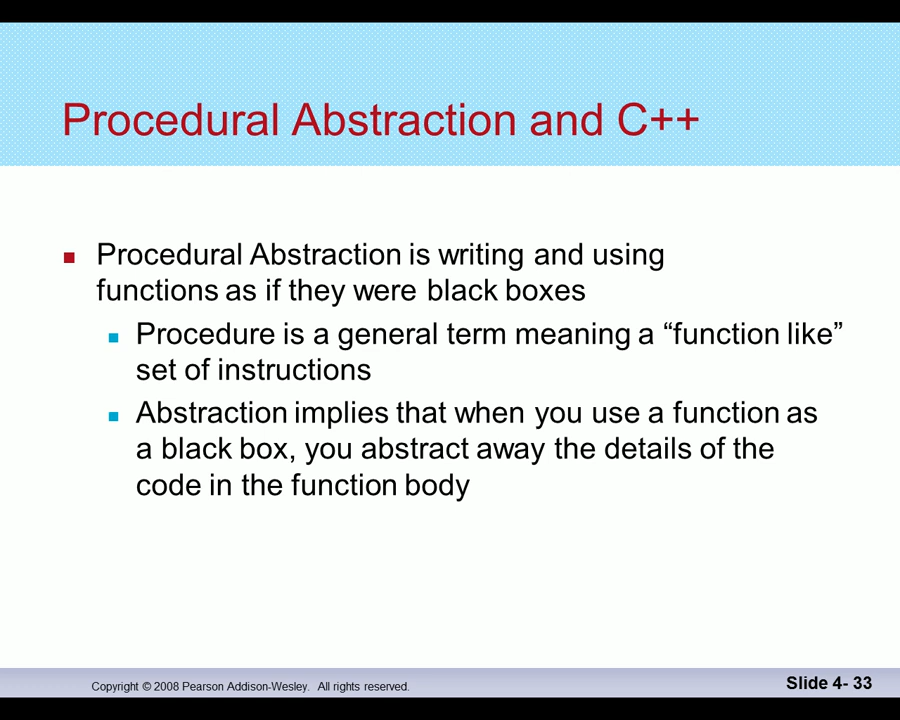 Procedural Abstraction and C++
Procedural Abstraction is writing and using
functions as if they were black boxes
Procedure is a general term meaning a “function like”
set of instructions
Abstraction implies that when you use a function as
a black box, you abstract away the details of the
code in the function body
Copyright © 2008 Pearson Addison-Wesley.  All rights reserved.
Slide 4- 33